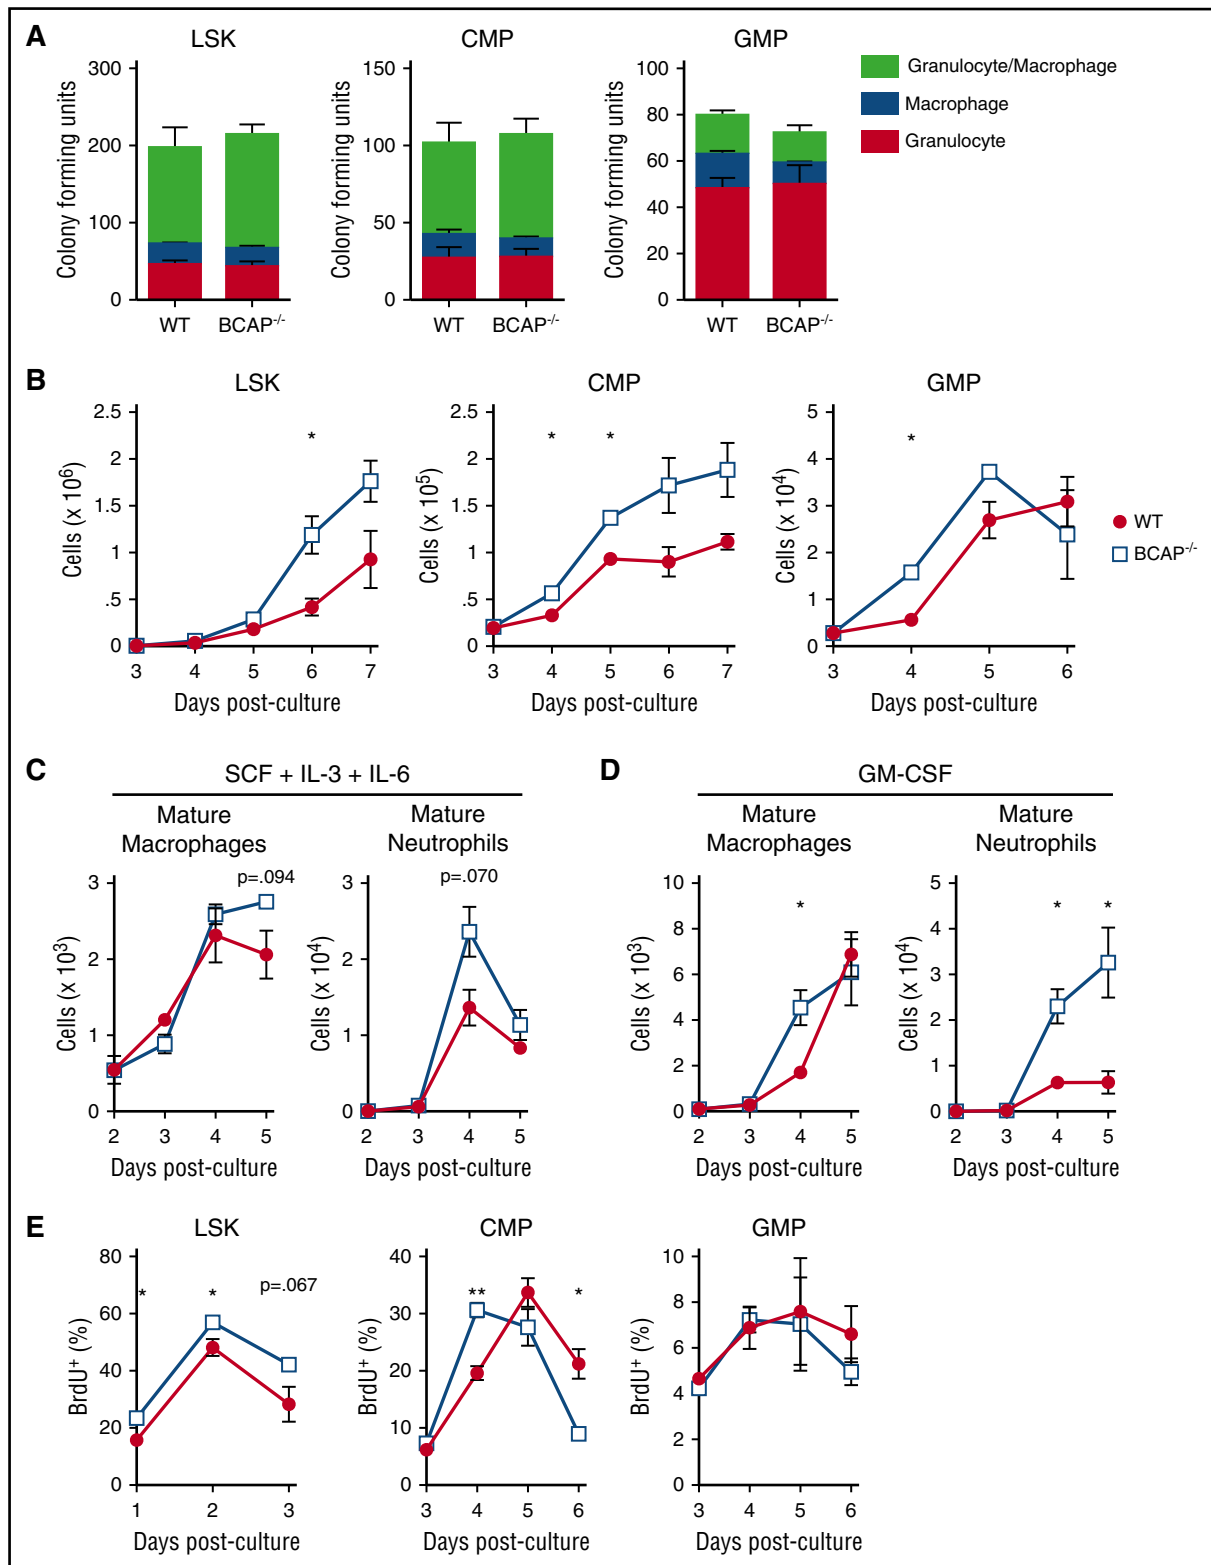 A
LSK
CMP
GMP
Colony forming units
300
200
100
0
WT
BCAP-/-
Colony forming units
150
100
50
0
WT
BCAP-/-
Colony forming units
100
80
60
40
20
0
WT
BCAP-/-
Granulocyte/Macrophage
Macrophage
Granulocyte
B
LSK
CMP
GMP
Cells (x 10⁶)
2.5
2
1.5
1
.5
0
*
3 4 5 6 7
Days post-culture
Cells (x 10⁵)
2.5
2
1.5
1
.5
0
* *
3 4 5 6 7
Days post-culture
Cells (x 10⁴)
5
4
3
2
1
0
*
3 4 5 6
Days post-culture
WT
BCAP-/-
C
SCF + IL-3 + IL-6
Mature
Macrophages
p=.094
Cells (x 10³)
3
2
1
0
2 3 4 5
Days post-culture
Mature
Neutrophils
p=.070
Cells (x 10⁴)
3
2
1
0
2 3 4 5
Days post-culture
D
GM-CSF
Mature
Macrophages
*
Cells (x 10³)
10
8
6
4
2
0
2 3 4 5
Days post-culture
Mature
Neutrophils
* *
Cells (x 10⁴)
5
4
3
2
1
0
2 3 4 5
Days post-culture
E
LSK
CMP
GMP
BrdU⁺ (%)
80
60
40
20
0
* * p=.067
1 2 3
Days post-culture
BrdU⁺ (%)
40
30
20
10
0
** *
3 4 5 6
Days post-culture
BrdU⁺ (%)
10
8
6
4
2
0
3 4 5 6
Days post-culture